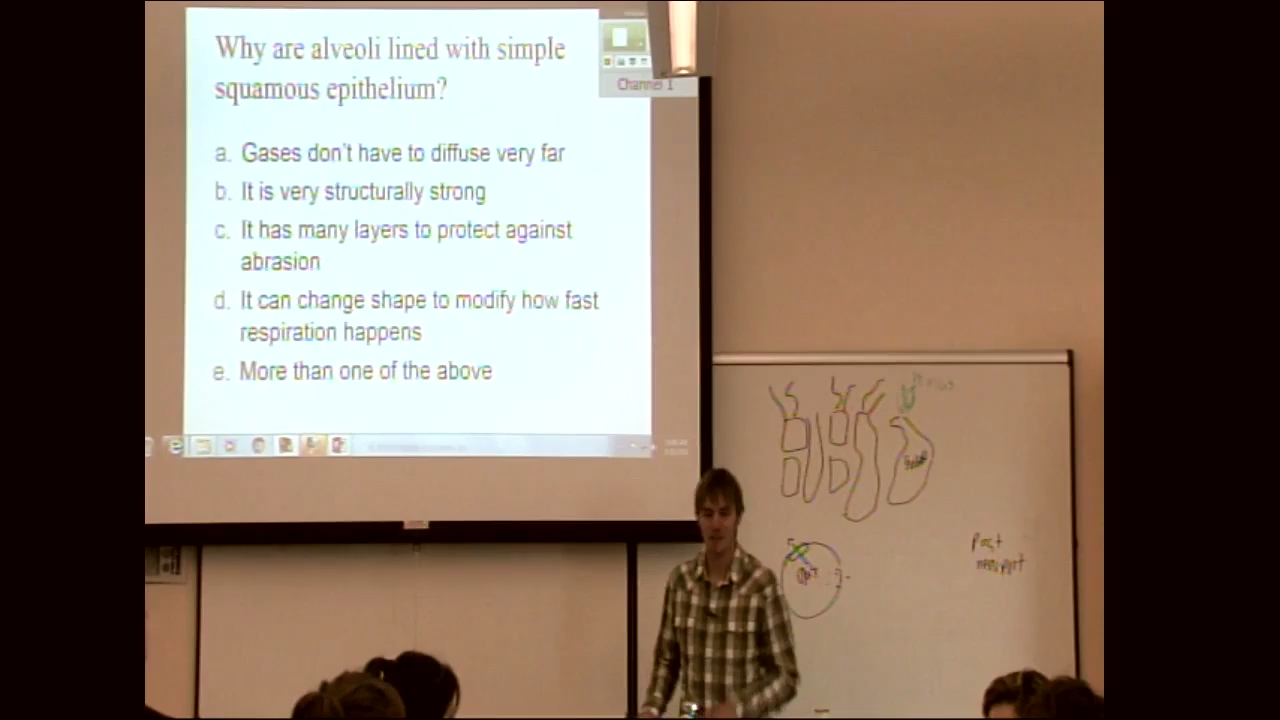 Why are alveoli lined with simple
squamous epithelium?
Channel 1
a. Gases don't have to diffuse very far
b. It is very structurally strong
c. It has many layers to protect against
abrasion
d. It can change shape to modify how fast
respiration happens
e. More than one of the above